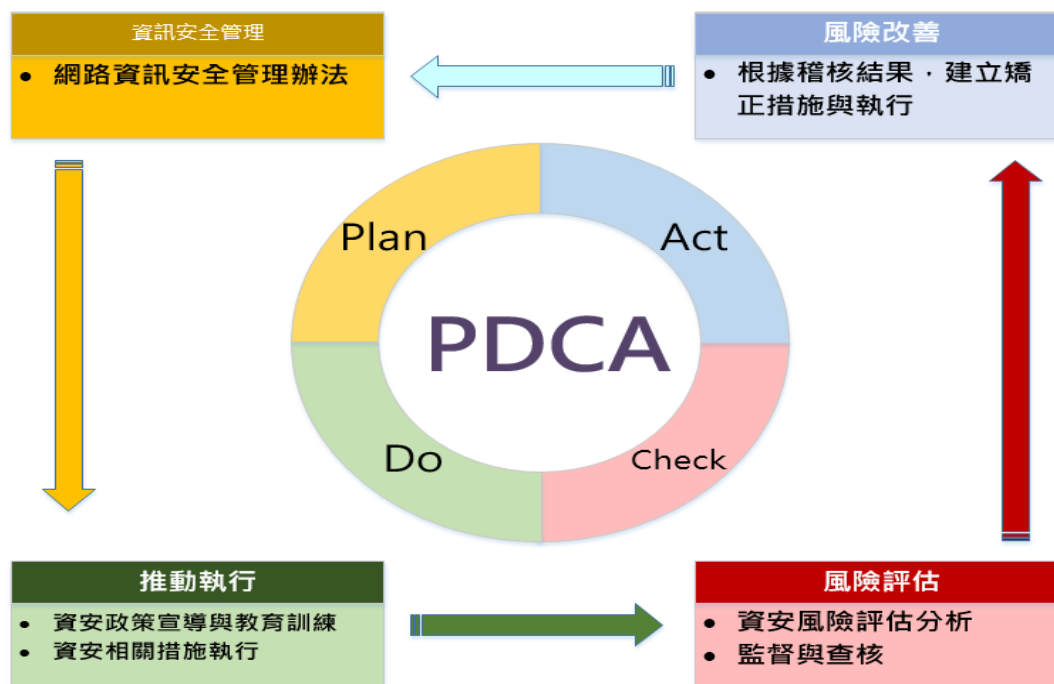 資訊安全管理
• 網路資訊安全管理辦法
風險改善
• 根據稽核結果，建立矯
正措施與執行
Plan
Act
PDCA
Do
Check
推動執行
• 資安政策宣導與教育訓練
• 資安相關措施執行
風險評估
• 資安風險評估分析
• 監督與查核